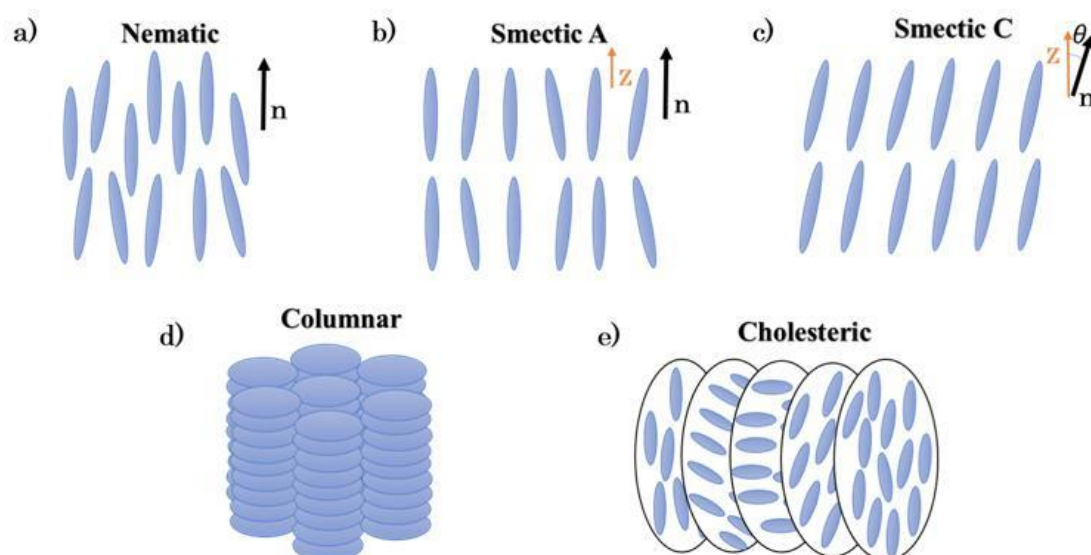 a)
Nematic
n
b)
Smectic A
z
n
c)
Smectic C
z
θ
n
d)
Columnar
e)
Cholesteric